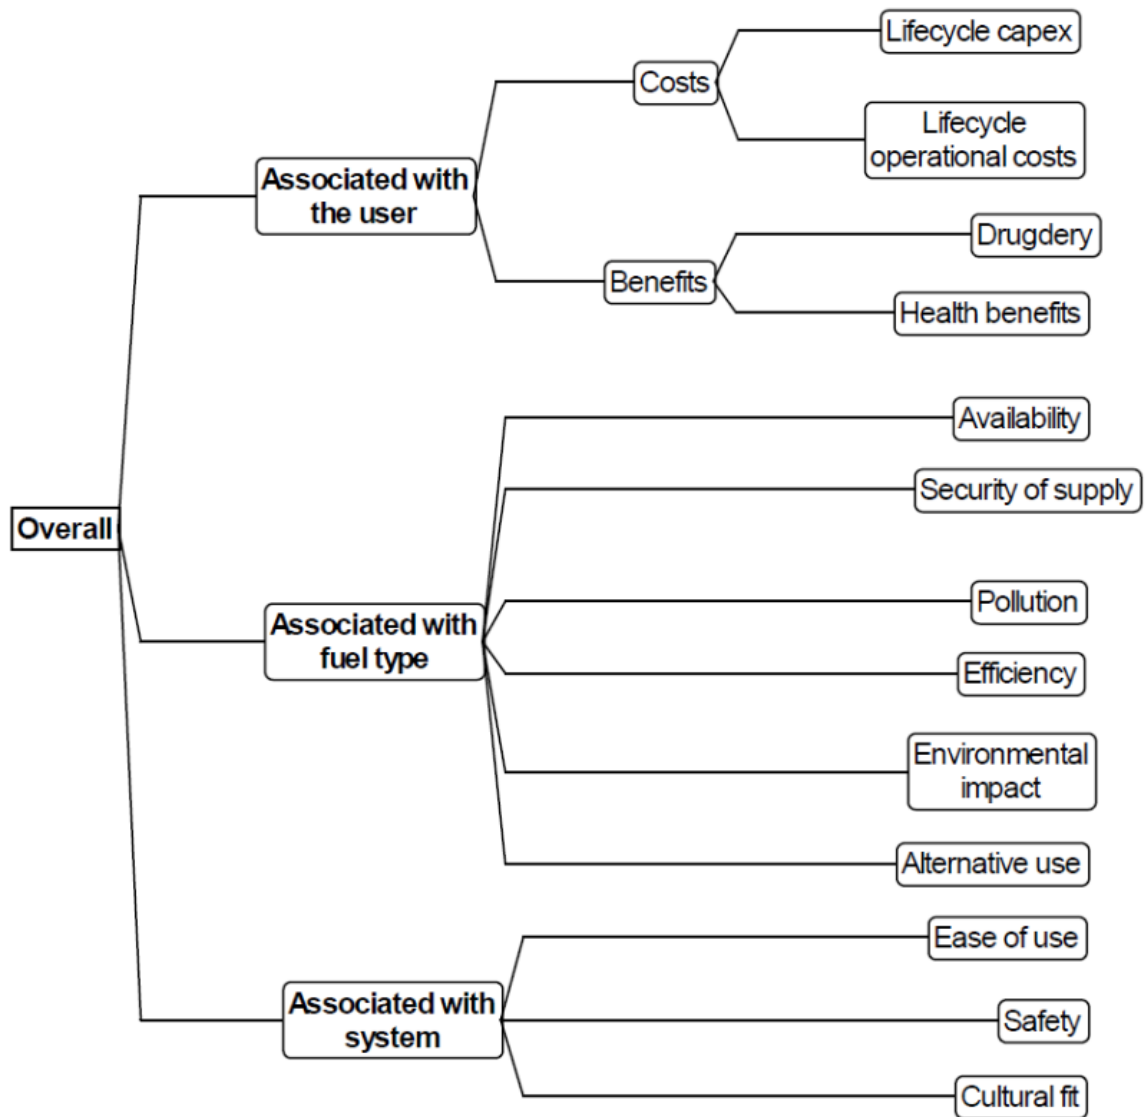 Lifecycle capex
Costs
Lifecycle
operational costs
Associated with
the user
Drugdery
Benefits
Health benefits
Availability
Security of supply
Overall
Pollution
Associated with
fuel type
Efficiency
Environmental
impact
Alternative use
Ease of use
Associated with
system
Safety
Cultural fit